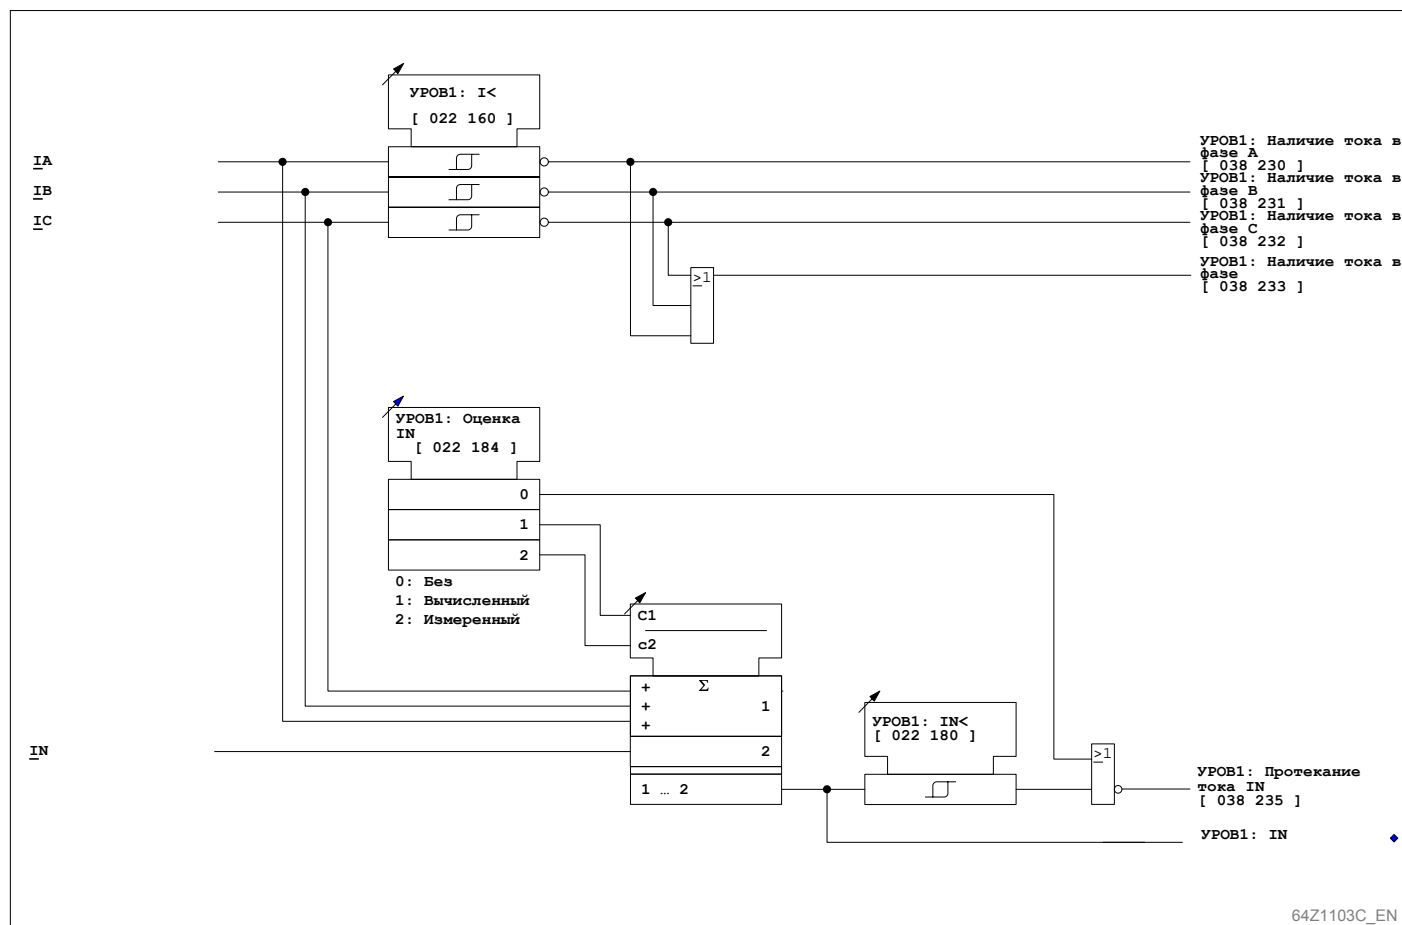 УРОВ1: I<
[ 022 160 ]
IA
IB
IC
УРОВ1: Наличие тока в
фазе A
[ 038 230 ]
УРОВ1: Наличие тока в
фазе B
[ 038 231 ]
УРОВ1: Наличие тока в
фазе C
[ 038 232 ]
УРОВ1: Наличие тока в
фазе
[ 038 233 ]
>1
УРОВ1: Оценка
IN
[ 022 184 ]
0
1
2
0: Без
1: Вычисленный
2: Измеренный
C1
c2
+ Σ
+ 1
+
IN
2
1 … 2
УРОВ1: IN<
[ 022 180 ]
>1
УРОВ1: Протекание
тока IN
[ 038 235 ]
УРОВ1: IN
64Z1103C_EN